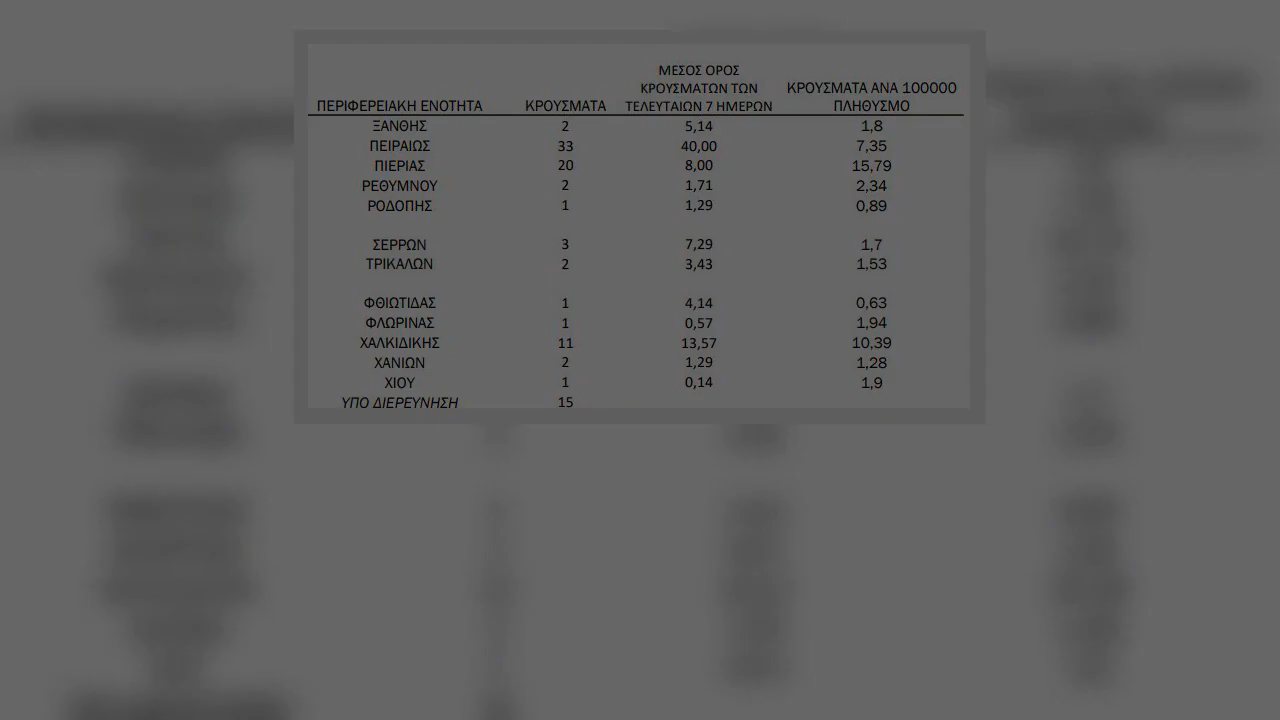 ΠΕΡΙΦΕΡΕΙΑΚΗ ΕΝΟΤΗΤΑ ΚΡΟΥΣΜΑΤΑ ΜΕΣΟΣ ΟΡΟΣ ΚΡΟΥΣΜΑΤΩΝ ΤΩΝ ΤΕΛΕΥΤΑΙΩΝ 7 ΗΜΕΡΩΝ ΚΡΟΥΣΜΑΤΑ ΑΝΑ 100000 ΠΛΗΘΥΣΜΟ
ΞΑΝΘΗΣ 2 5,14 1,8
ΠΕΙΡΑΙΩΣ 33 40,00 7,35
ΠΙΕΡΙΑΣ 20 8,00 15,79
ΡΕΘΥΜΝΟΥ 2 1,71 2,34
ΡΟΔΟΠΗΣ 1 1,29 0,89
ΣΕΡΡΩΝ 3 7,29 1,7
ΤΡΙΚΑΛΩΝ 2 3,43 1,53
ΦΘΙΩΤΙΔΑΣ 1 4,14 0,63
ΦΛΩΡΙΝΑΣ 1 0,57 1,94
ΧΑΛΚΙΔΙΚΗΣ 11 13,57 10,39
ΧΑΝΙΩΝ 2 1,29 1,28
ΧΙΟΥ 1 0,14 1,9
ΥΠΟ ΔΙΕΡΕΥΝΗΣΗ 15